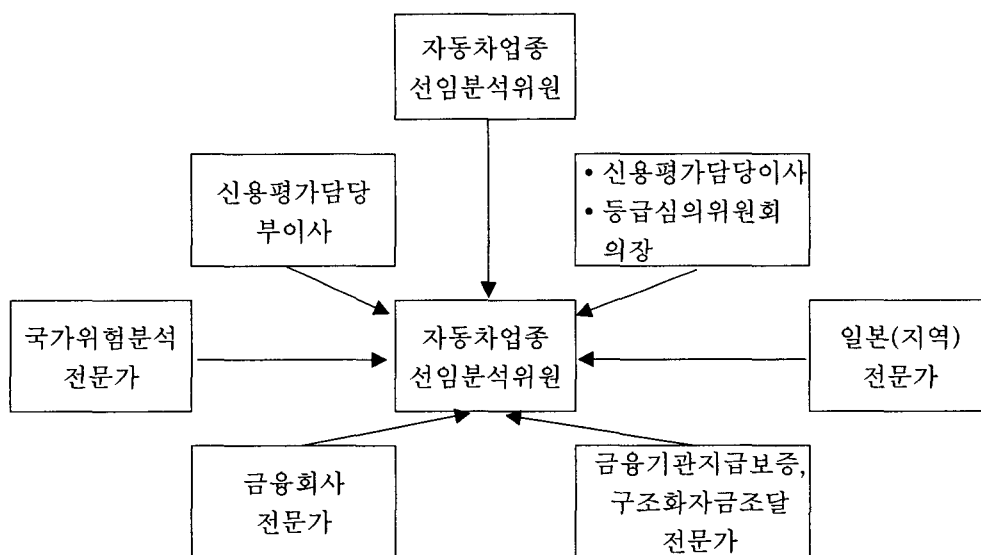 자동차업종
선임분석위원
신용평가담당
부이사
• 신용평가담당이사
• 등급심의위원회
의장
국가위험분석
전문가
자동차업종
선임분석위원
일본(지역)
전문가
금융회사
전문가
금융기관지급보증,
구조화자금조달
전문가